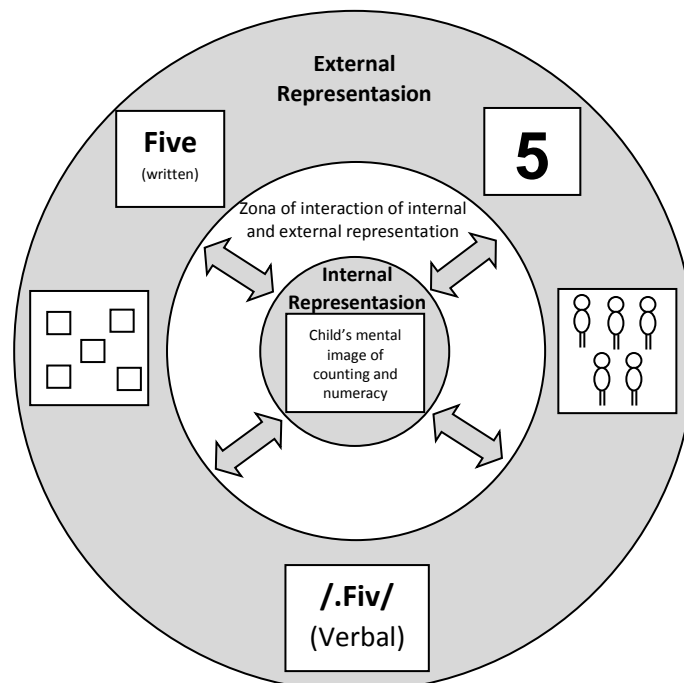 External
Representasion
Five
(written)
5
Zona of interaction of internal
and external representation
Internal
Representasion
Child's mental
image of
counting and
numeracy
/.Fiv/
(Verbal)